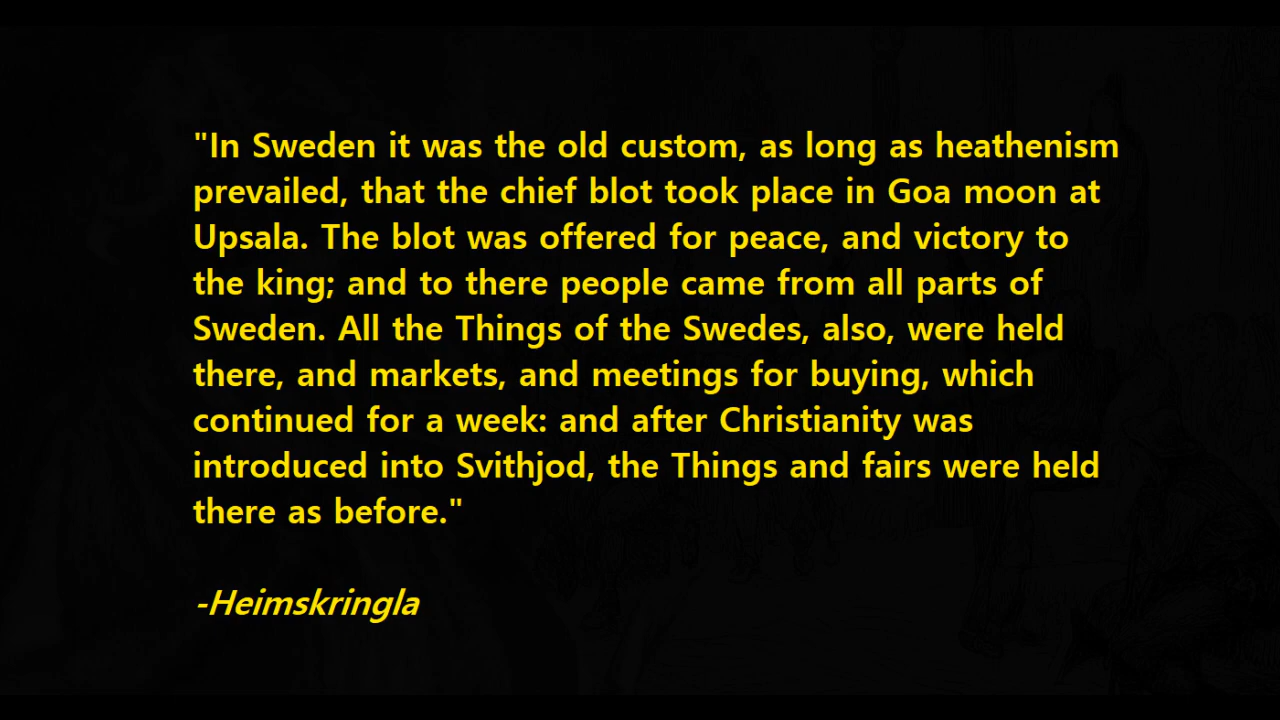 "In Sweden it was the old custom, as long as heathenism
prevailed, that the chief blot took place in Goa moon at
Upsala. The blot was offered for peace, and victory to
the king; and to there people came from all parts of
Sweden. All the Things of the Swedes, also, were held
there, and markets, and meetings for buying, which
continued for a week: and after Christianity was
introduced into Svithjod, the Things and fairs were held
there as before."
-Heimskringla